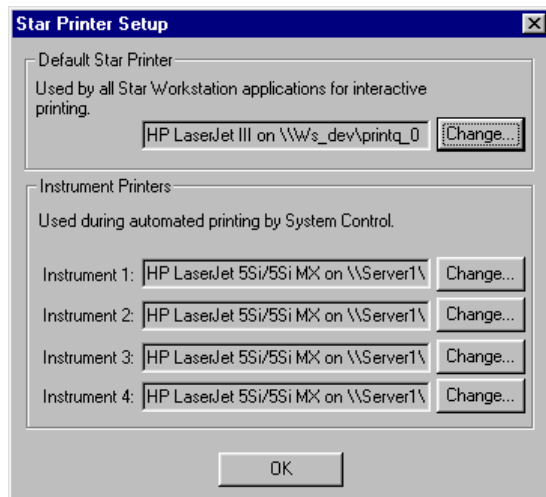 Star Printer Setup
Default Star Printer
Used by all Star Workstation applications for interactive
printing.
HP LaserJet III on \\Ws_dev\printq_0 Change...
Instrument Printers
Used during automated printing by System Control.
Instrument 1: HP LaserJet 5Si/5Si MX on \\Server1\ Change...
Instrument 2: HP LaserJet 5Si/5Si MX on \\Server1\ Change...
Instrument 3: HP LaserJet 5Si/5Si MX on \\Server1\ Change...
Instrument 4: HP LaserJet 5Si/5Si MX on \\Server1\ Change...
OK